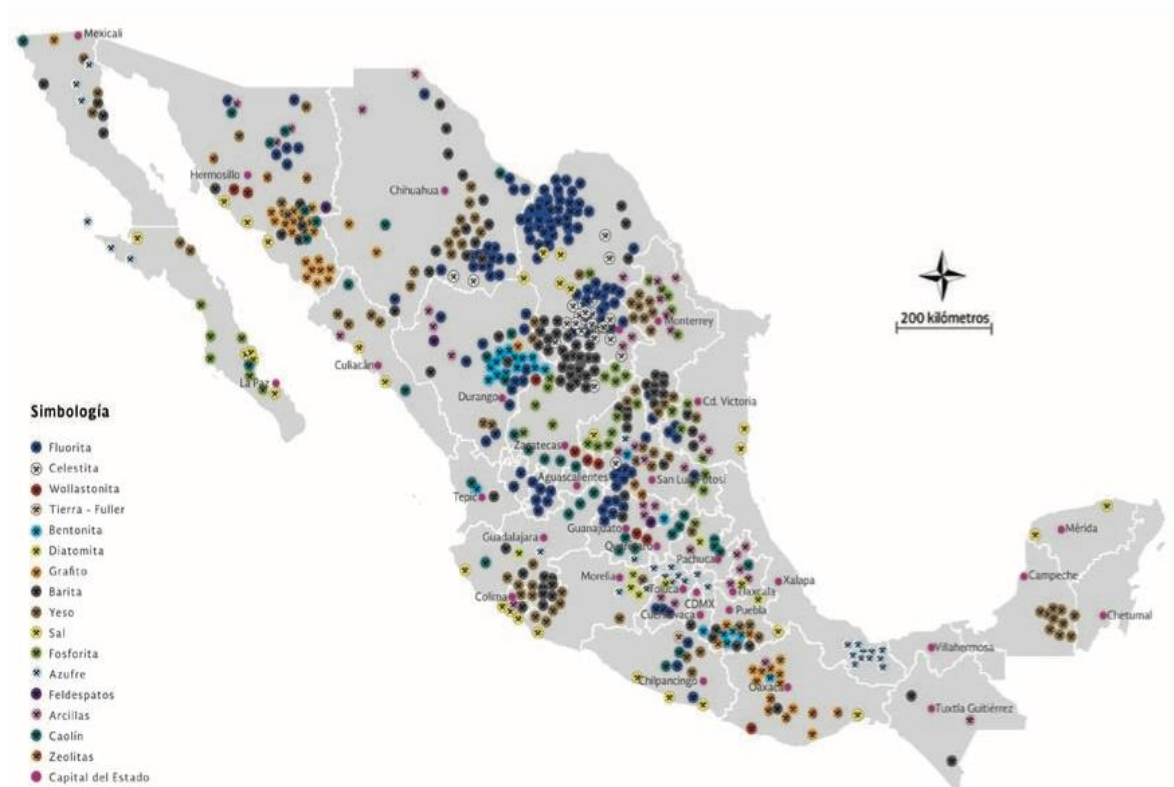 Mexicali
Hermosillo
Chihuahua
200 kilómetros
Monterrey
Culiacán
La Paz
Durango
Cd. Victoria
Simbología
Fluorita
Celestita
Wollastonita
Tierra - Fuller
Bentonita
Diatomita
Grafito
Barita
Yeso
Sal
Fosforita
Azufre
Feldespatos
Arcillas
Caolín
Zeolitas
Capital del Estado
Zacatecas
Aguascalientes
San Luis Potosí
Tepic
Guanajuato
Guadalajara
Querétaro
Pachuca
Mérida
Campeche
Morelia
Toluca
Tlaxcala
Xalapa
Colima
CDMX
Puebla
Cuernavaca
Chetumal
Villahermosa
Chilpancingo
Oaxaca
Tuxtla Guitiérrez